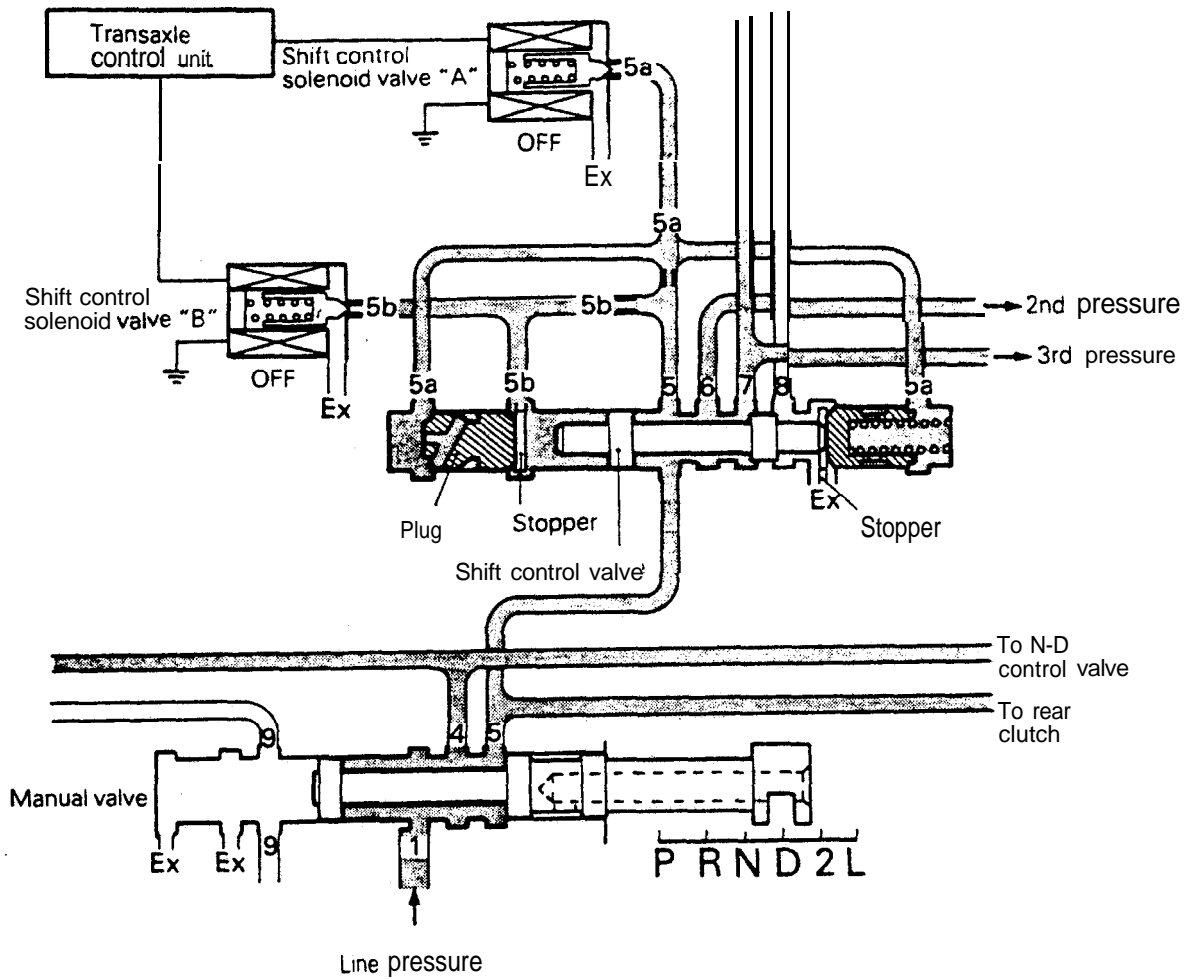 Transaxle
control unit
Shift control
solenoid valve "A"
5a
OFF
Ex
5a
Shift control
solenoid valve "B"
5b
5b
2nd pressure
3rd pressure
OFF
Ex
5a
5b
5
6
7
8
5a
Plug
Stopper
Ex
Stopper
Shift control valve
To N-D
control valve
To rear
clutch
9
4
5
Manual valve
Ex
Ex
9
1
P R N D 2 L
Line pressure